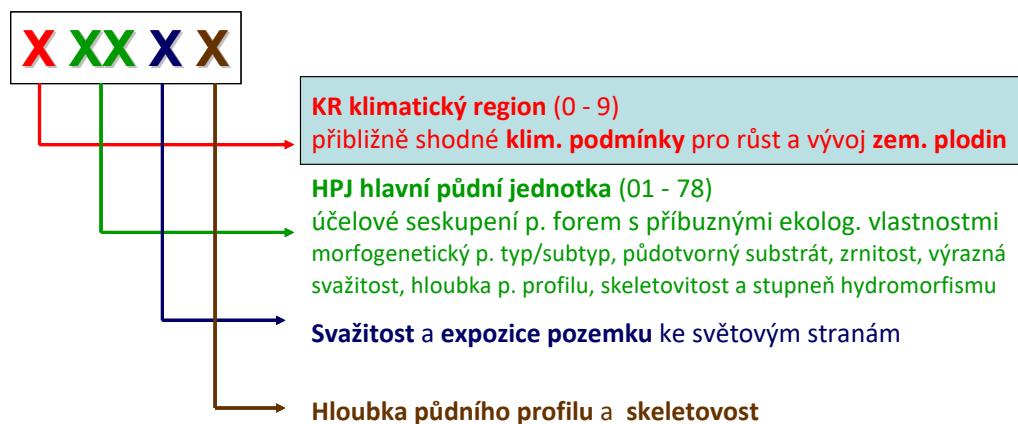 X XX X X
KR klimatický region (0 - 9)
přibližně shodné klim. podmínky pro růst a vývoj zem. plodin
HPJ hlavní půdní jednotka (01 - 78)
účelové seskupení p. forem s příbuznými ekolog. vlastnostmi
morfogenetický p. typ/subtyp, půdotvorný substrát, zrnitost, výrazná
svažitost, hloubka p. profilu, skeletovitost a stupeň hydromorfismu
Svažitost a expozice pozemku ke světovým stranám
Hloubka půdního profilu a skeletovost